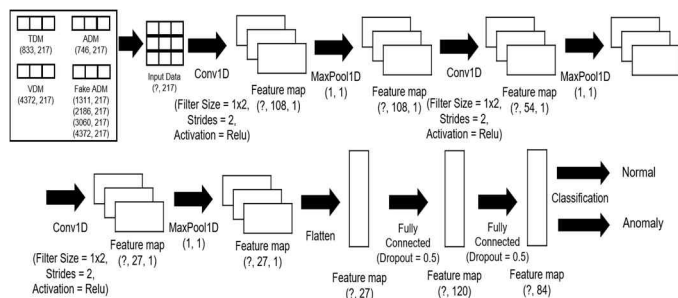 TDM
(833, 217)
ADM
(746, 217)
VDM
(4372, 217)
Fake ADM
(1311, 217)
(2186, 217)
(3060, 217)
(4372, 217)
Input Data
(?, 217)
Conv1D
(Filter Size = 1x2,
Strides = 2,
Activation = Relu)
Feature map
(?, 108, 1)
MaxPool1D
(1, 1)
Feature map
(?, 108, 1)
Conv1D
(Filter Size = 1x2,
Strides = 2,
Activation = Relu)
Feature map
(?, 54, 1)
MaxPool1D
(1, 1)
Conv1D
(Filter Size = 1x2,
Strides = 2,
Activation = Relu)
Feature map
(?, 27, 1)
MaxPool1D
(1, 1)
Feature map
(?, 27, 1)
Flatten
Feature map
(?, 27)
Fully
Connected
(Dropout = 0.5)
Feature map
(?, 120)
Fully
Connected
(Dropout = 0.5)
Feature map
(?, 84)
Classification
Normal
Anomaly